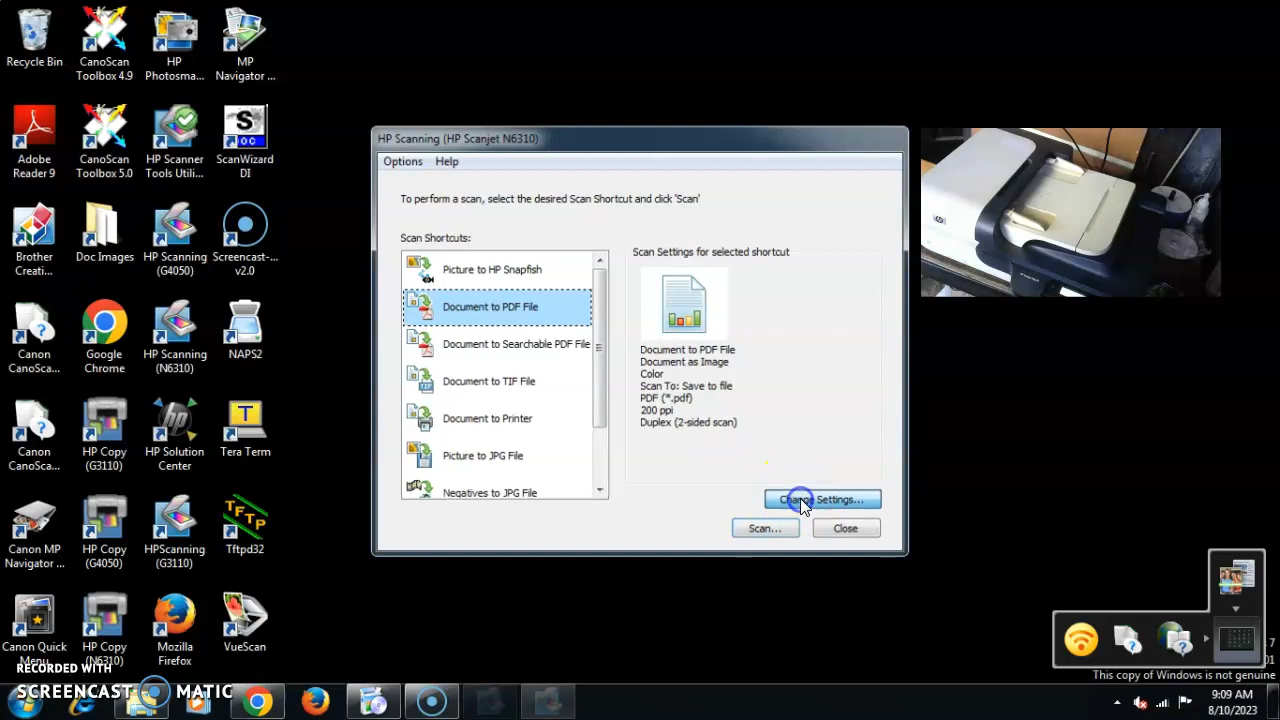 Recycle Bin
CanoScan
Toolbox 4.9
HP
Photosma...
MP
Navigator ...
Adobe
Reader 9
CanoScan
Toolbox 5.0
HP Scanner
Tools Utili...
ScanWizard
DI
Brother
Creati...
Doc Images
HP Scanning
(G4050)
Screencast-...
v2.0
Canon
CanoSca...
Google
Chrome
HP Scanning
(N6310)
NAPS2
Canon
CanoSca...
HP Copy
(G3110)
HP Solution
Center
Tera Term
Canon MP
Navigator ...
HP Copy
(G4050)
HPScanning
(G3110)
Tftpd32
Canon Quick
Menu
HP Copy
(N6310)
Mozilla
Firefox
VueScan
HP Scanning (HP Scanjet N6310)
Options Help
To perform a scan, select the desired Scan Shortcut and click 'Scan'
Scan Shortcuts:
Picture to HP Snapfish
Document to PDF File
Document to Searchable PDF File
Document to TIF File
Document to Printer
Picture to JPG File
Negatives to JPG File
Scan Settings for selected shortcut
Document to PDF File
Document as Image
Color
Scan To: Save to file
PDF (*.pdf)
200 ppi
Duplex (2-sided scan)
Change Settings...
Scan... Close
7
01
This copy of Windows is not genuine
RECORDED WITH
SCREENCAST MATIC
9:09 AM
8/10/2023